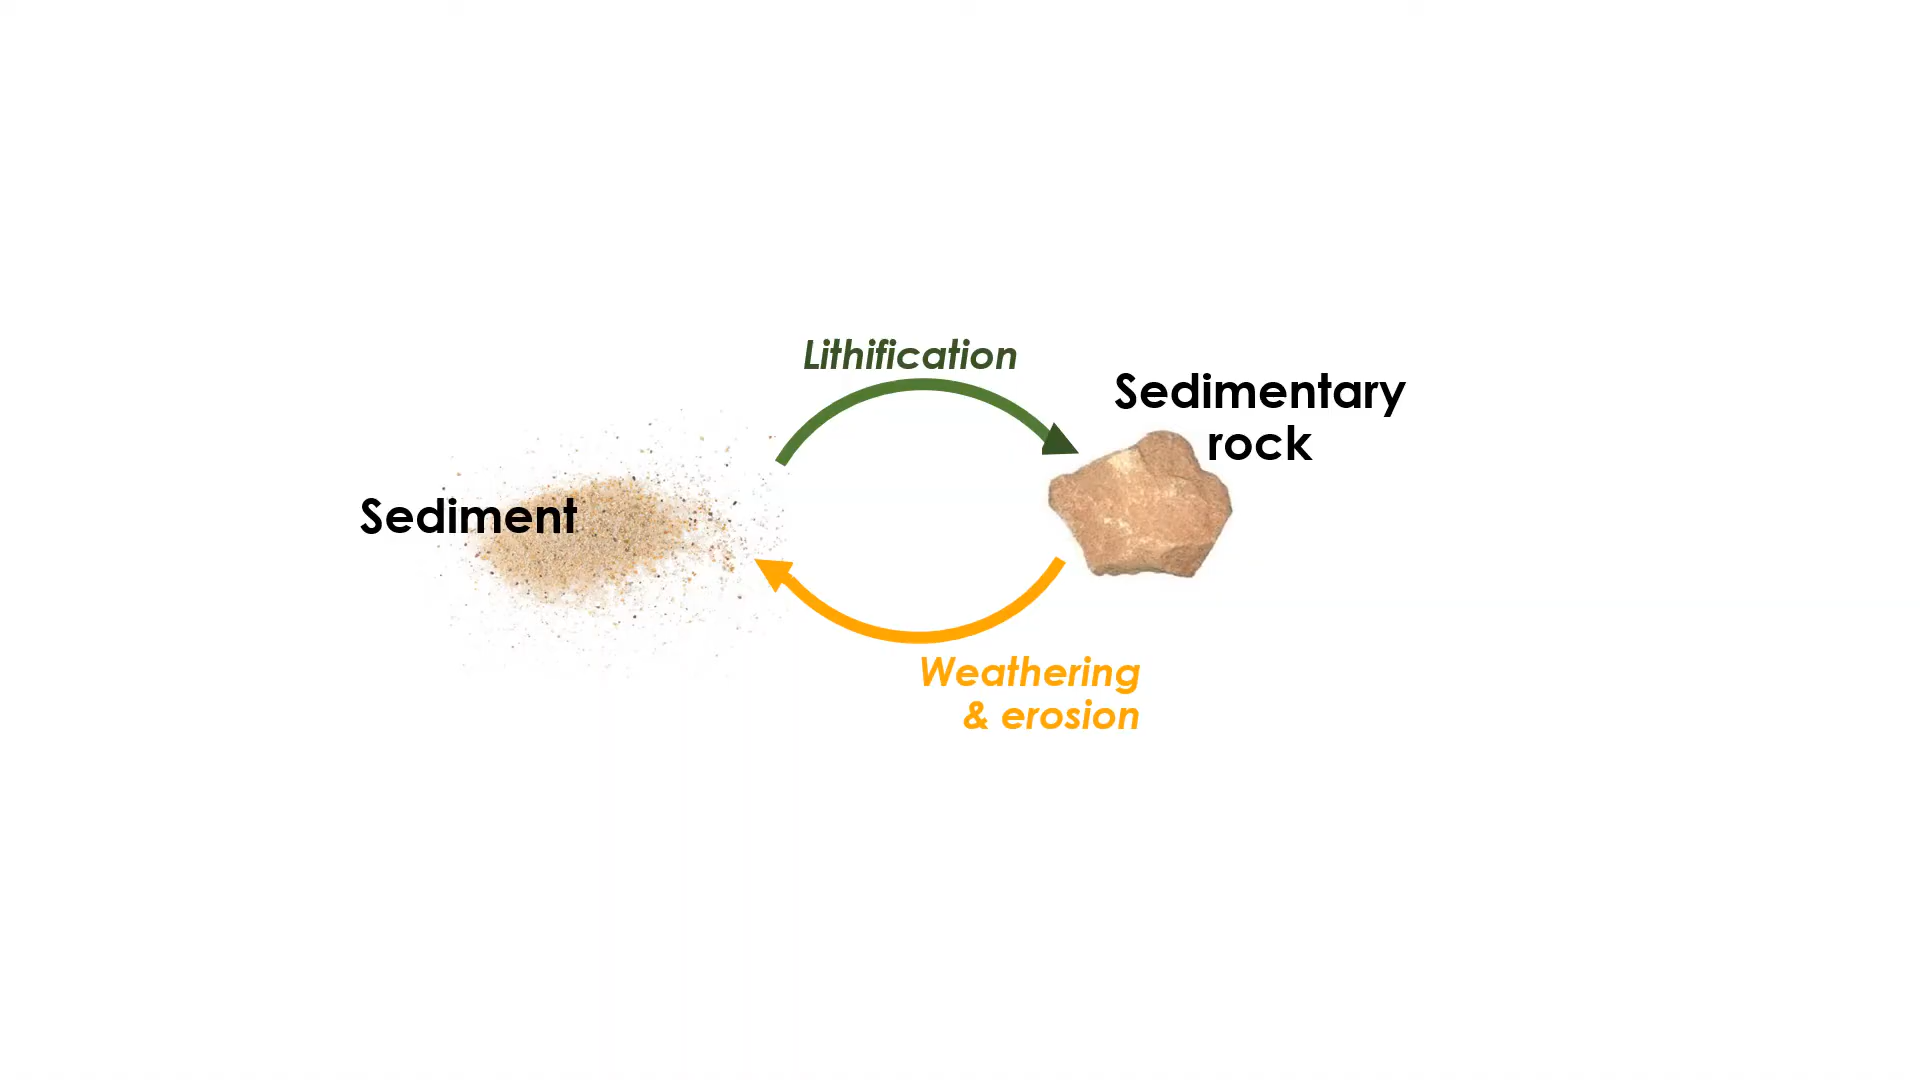 Lithification
Sedimentary
rock
Sediment
Weathering
& erosion